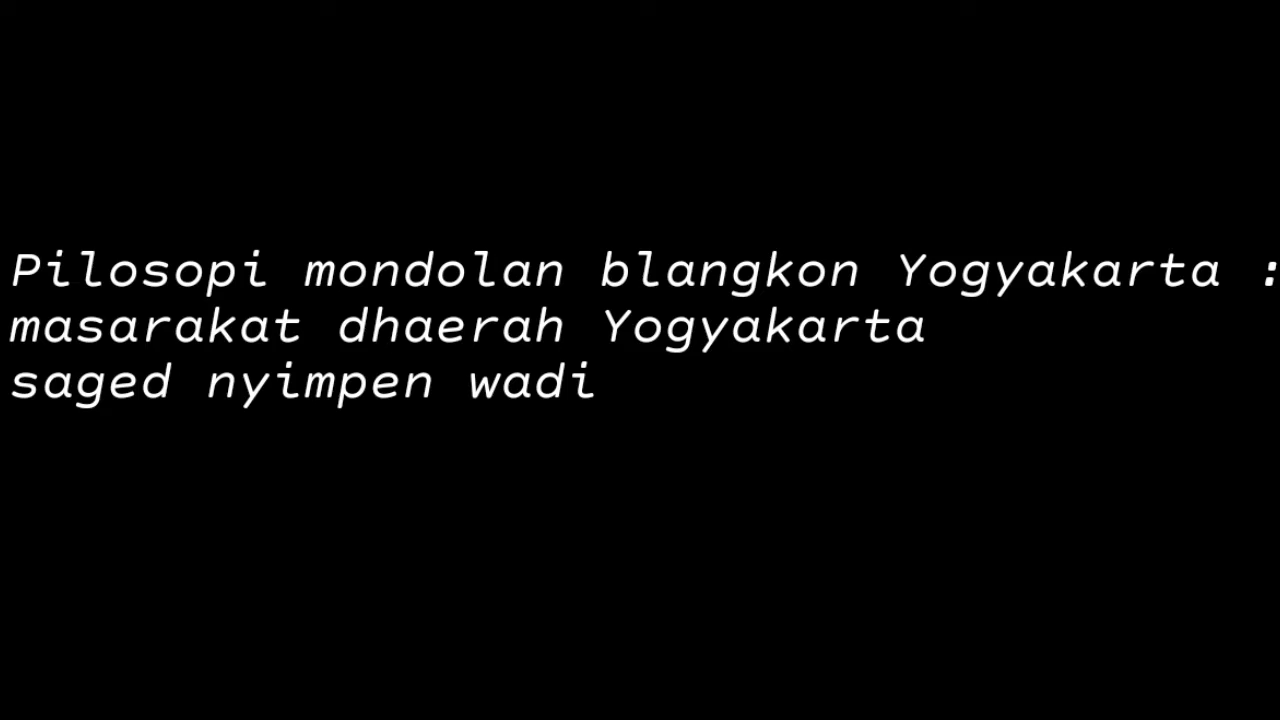 Pilosopi mondolan blangkon Yogyakarta :
masarakat dhaerah Yogyakarta
saged nyimpen wadi